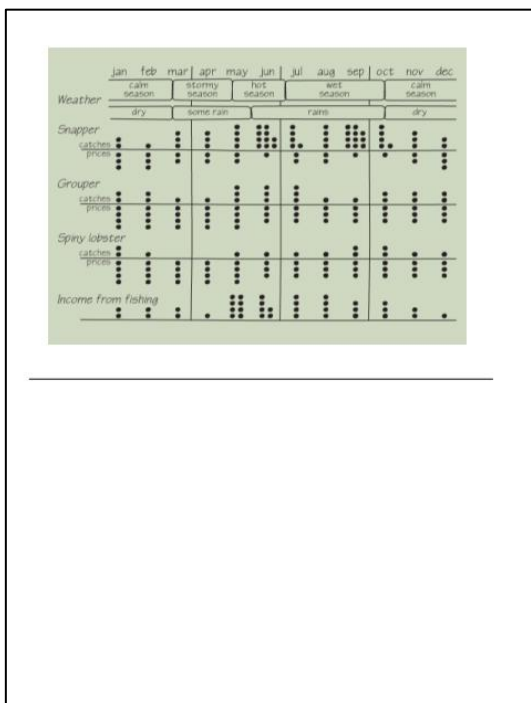 jan feb mar apr may jun jul aug sep oct nov dec
calm season stormy season hot season wet season calm season
Weather
dry some rain rains dry
Snapper
catches
prices
Grouper
catches
prices
Spiny lobster
catches
prices
Income from fishing